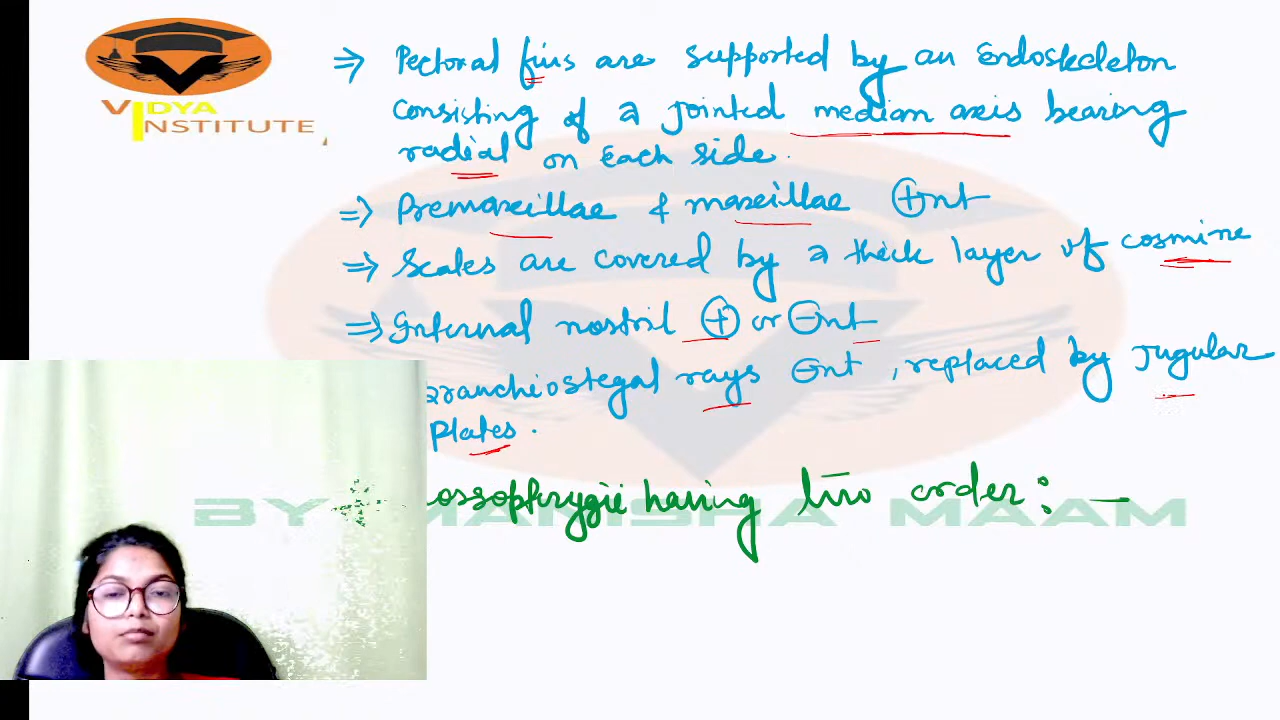 VIDYA
INSTITUTE
⇒ Pectoral fins are supported by an Endoskeleton
consisting of a jointed median axis bearing
radial on each side.
⇒ Premaxillae & maxillae ⊕nt
⇒ Scales are covered by a thick layer of cosmine
⇒ Internal nostril ⊕ or ⊖nt
ranchiostegal rays ⊖nt, replaced by Jugular
Plates.
ossopterygii having two order: —
BY MANISHA MAAM